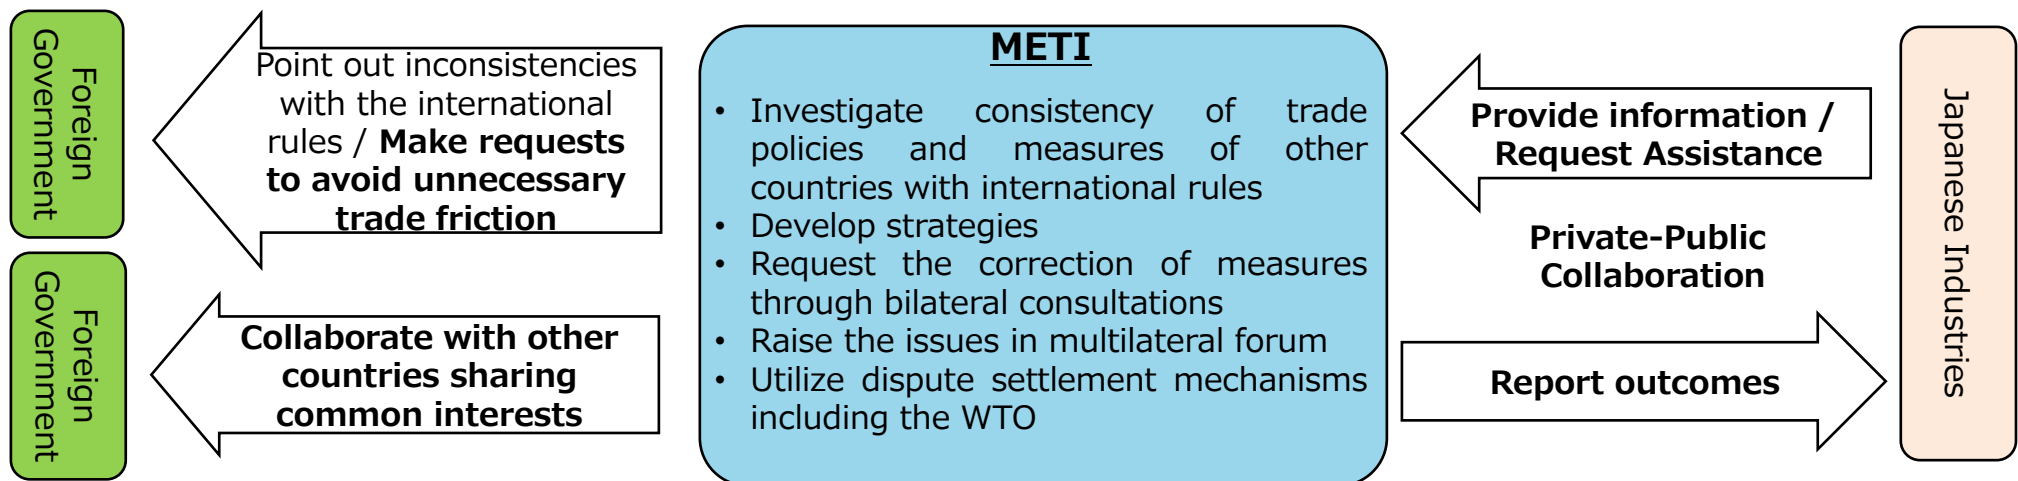 Foreign
Government
Point out inconsistencies
with the international
rules / Make requests
to avoid unnecessary
trade friction
Foreign
Government
Collaborate with other
countries sharing
common interests
METI
• Investigate consistency of trade
policies and measures of other
countries with international rules
• Develop strategies
• Request the correction of measures
through bilateral consultations
• Raise the issues in multilateral forum
• Utilize dispute settlement mechanisms
including the WTO
Provide information /
Request Assistance
Private-Public
Collaboration
Report outcomes
Japanese Industries